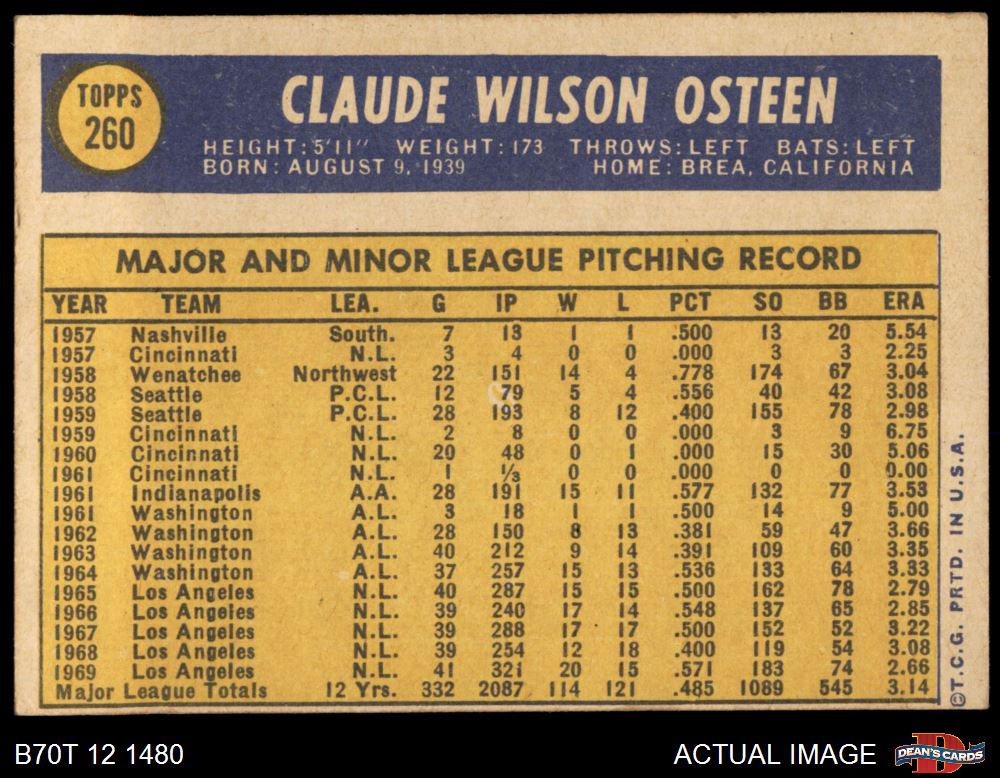 TOPPS
260
CLAUDE WILSON OSTEEN
HEIGHT: 5'11" WEIGHT: 173 THROWS: LEFT BATS: LEFT
BORN: AUGUST 9, 1939 HOME: BREA, CALIFORNIA
MAJOR AND MINOR LEAGUE PITCHING RECORD
YEAR TEAM LEA. G IP W L PCT SO BB ERA
1957 Nashville South. 7 13 1 1 .500 13 20 5.54
1957 Cincinnati N.L. 3 4 0 0 .000 3 3 2.25
1958 Wenatchee Northwest 22 151 14 4 .778 174 67 3.04
1958 Seattle P.C.L. 12 79 5 4 .556 40 42 3.08
1959 Seattle P.C.L. 28 193 8 12 .400 155 78 2.98
1959 Cincinnati N.L. 2 8 0 0 .000 3 9 6.75
1960 Cincinnati N.L. 20 48 0 1 .000 15 30 5.06
1961 Cincinnati N.L. 1 ⅓ 0 0 .000 0 0 0.00
1961 Indianapolis A.A. 28 191 15 11 .577 132 77 3.53
1961 Washington A.L. 3 18 1 1 .500 14 9 5.00
1962 Washington A.L. 28 150 8 13 .381 59 47 3.66
1963 Washington A.L. 40 212 9 14 .391 109 60 3.35
1964 Washington A.L. 37 257 15 13 .536 133 64 3.33
1965 Los Angeles N.L. 40 287 15 15 .500 162 78 2.79
1966 Los Angeles N.L. 39 240 17 14 .548 137 65 2.85
1967 Los Angeles N.L. 39 288 17 17 .500 152 52 3.22
1968 Los Angeles N.L. 39 254 12 18 .400 119 54 3.08
1969 Los Angeles N.L. 41 321 20 15 .571 183 74 2.66
Major League Totals 12 Yrs. 332 2087 114 121 .485 1089 545 3.14
©T.C.G. PRTD. IN U.S.A.
B70T 12 1480 ACTUAL IMAGE
DEAN'S CARDS